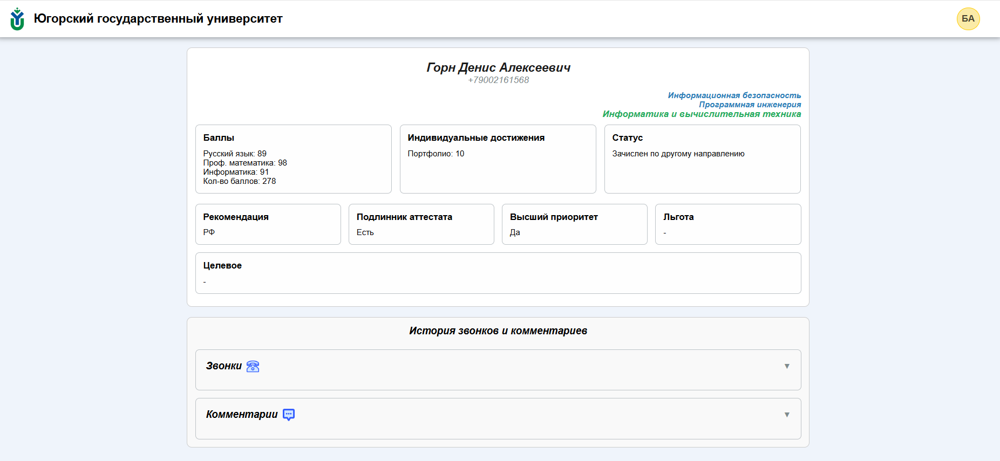 Югорский государственный университет
БА
Горн Денис Алексеевич
+79002161568
Информационная безопасность
Программная инженерия
Информатика и вычислительная техника
Баллы
Русский язык: 89
Проф. математика: 98
Информатика: 91
Кол-во баллов: 278
Индивидуальные достижения
Портфолио: 10
Статус
Зачислен по другому направлению
Рекомендация
РФ
Подлинник аттестата
Есть
Высший приоритет
Да
Льгота
-
Целевое
-
История звонков и комментариев
Звонки
Комментарии